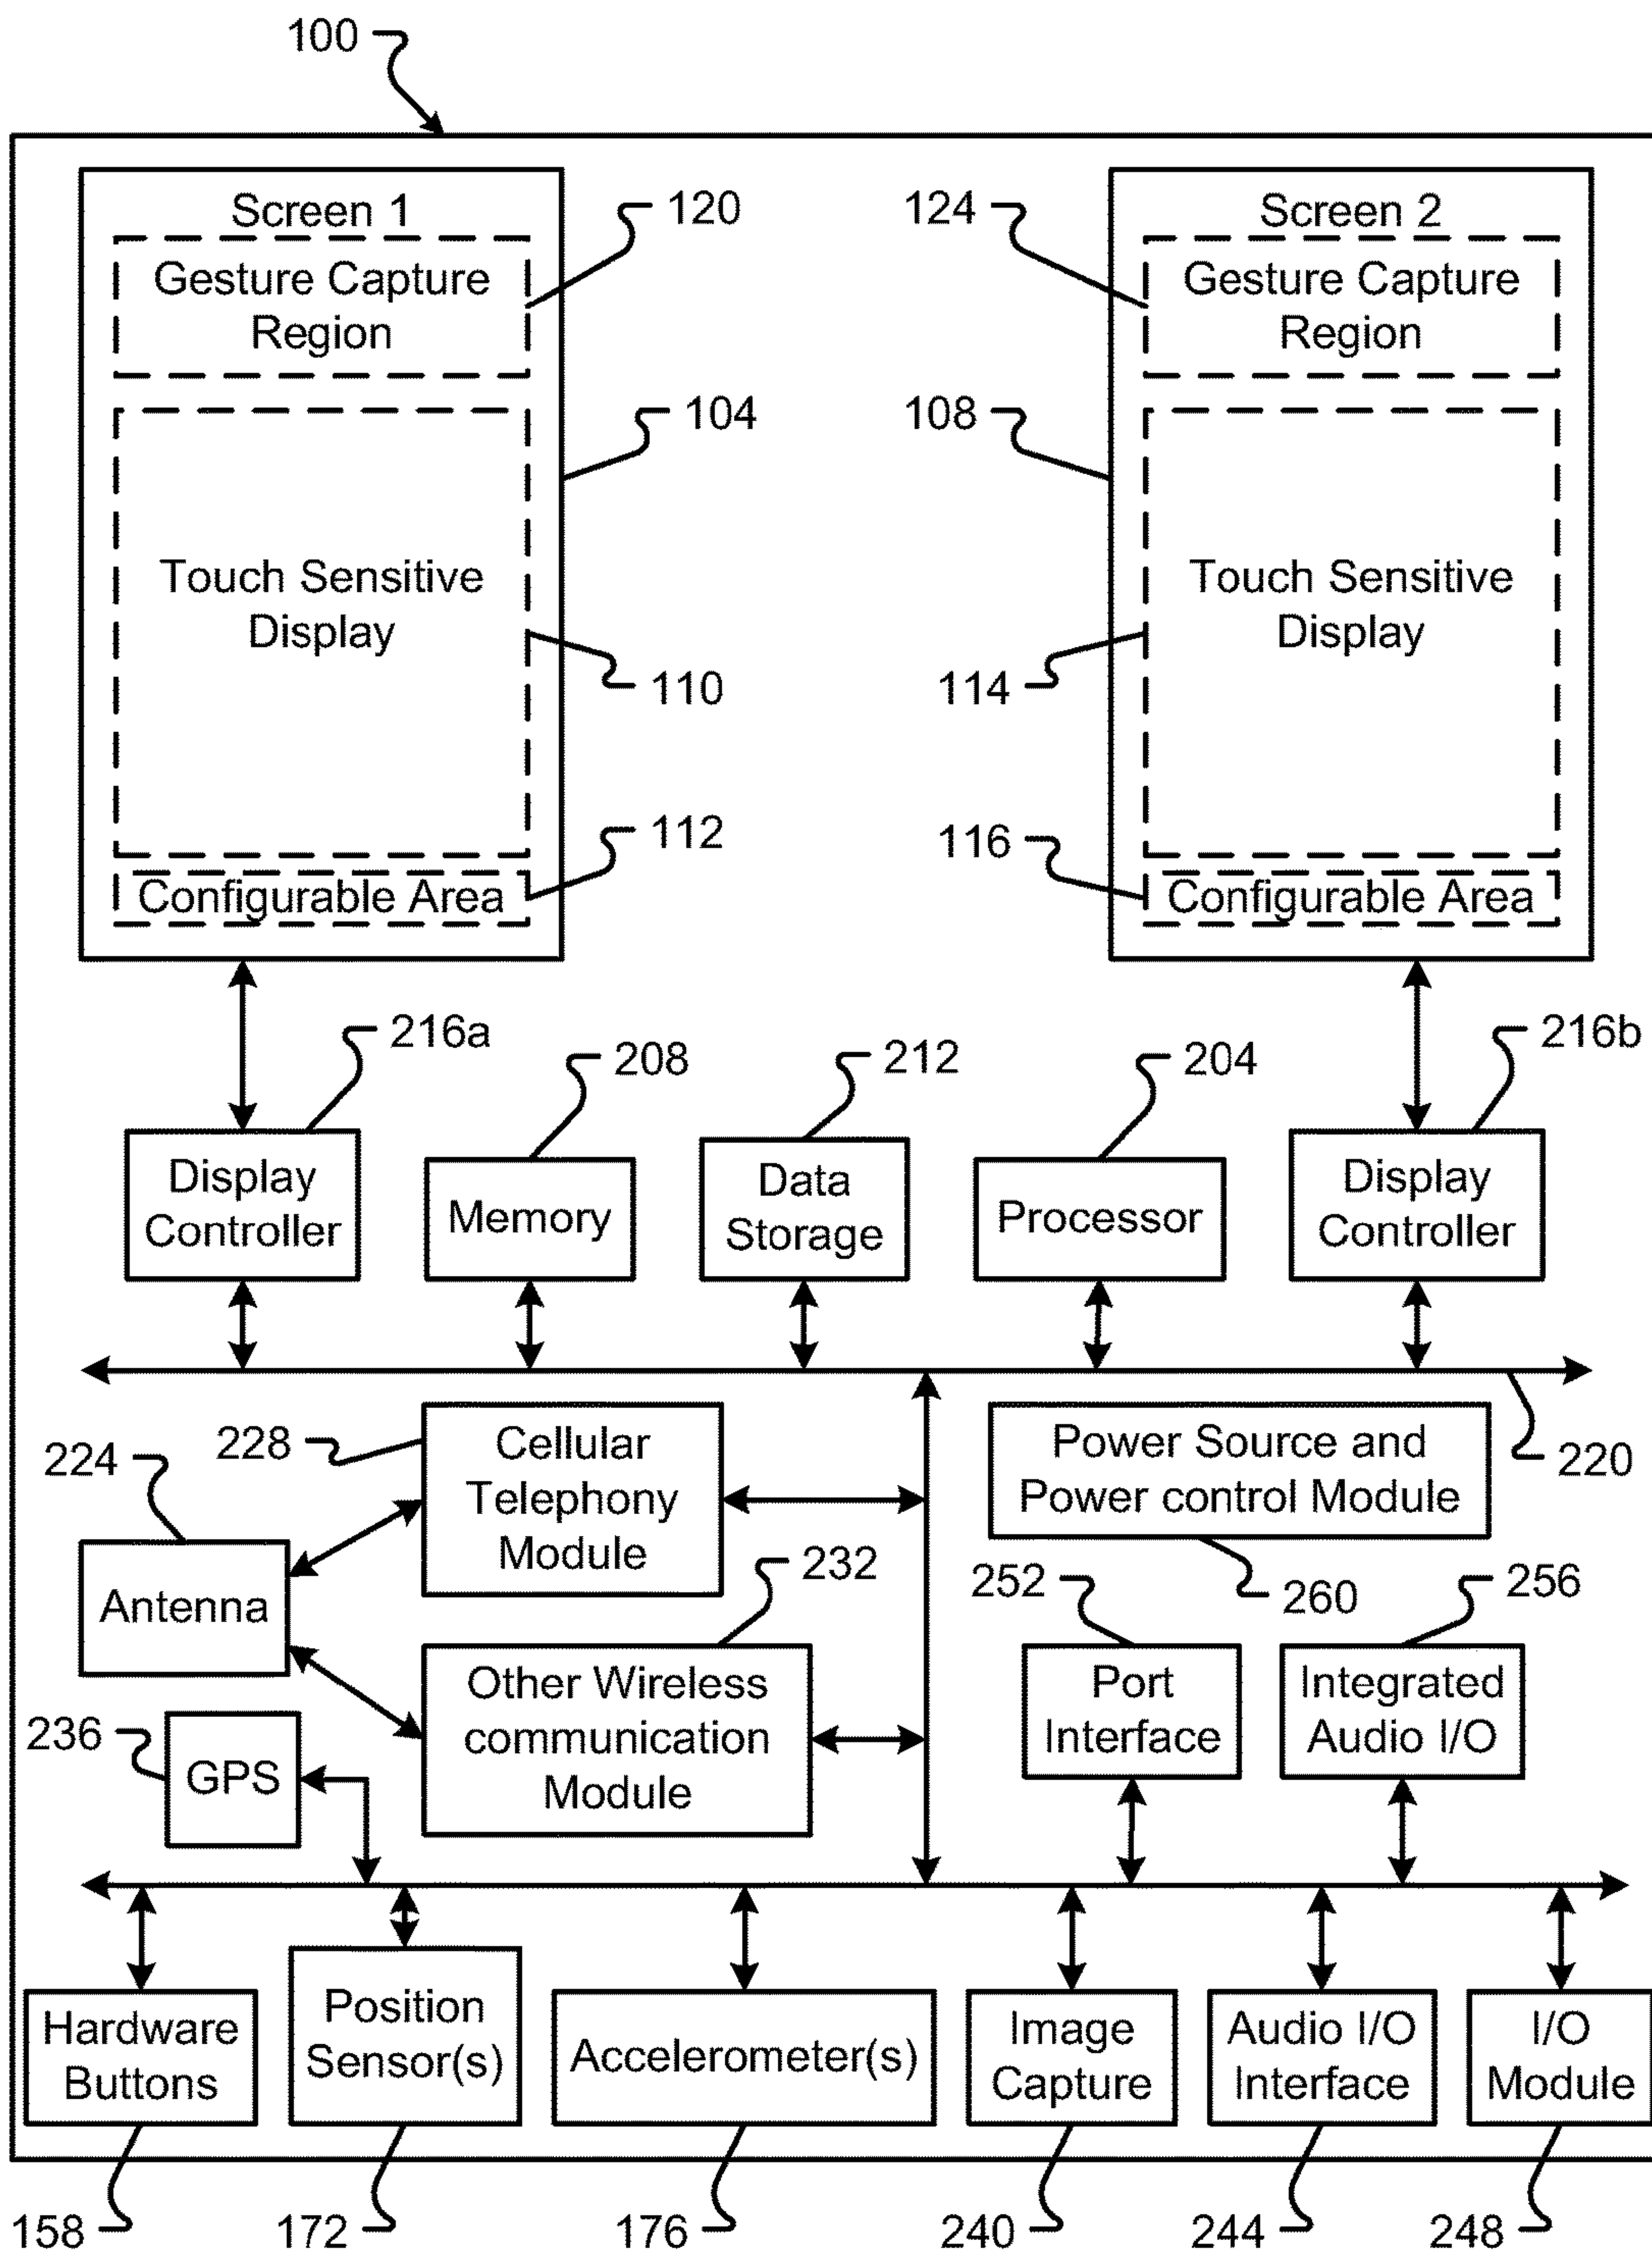 100
Screen 1
120
124
Screen 2
Gesture Capture
Region
Gesture Capture
Region
104
108
Touch Sensitive
Display
Touch Sensitive
Display
110
114
112
116
Configurable Area
Configurable Area
216a
208
212
204
216b
Display
Controller
Memory
Data
Storage
Processor
Display
Controller
228
Cellular
Telephony
Module
Power Source and
Power control Module
220
224
Antenna
232
252
260
256
Other Wireless
communication
Module
Port
Interface
Integrated
Audio I/O
236
GPS
Hardware
Buttons
Position
Sensor(s)
Accelerometer(s)
Image
Capture
Audio I/O
Interface
I/O
Module
158
172
176
240
244
248